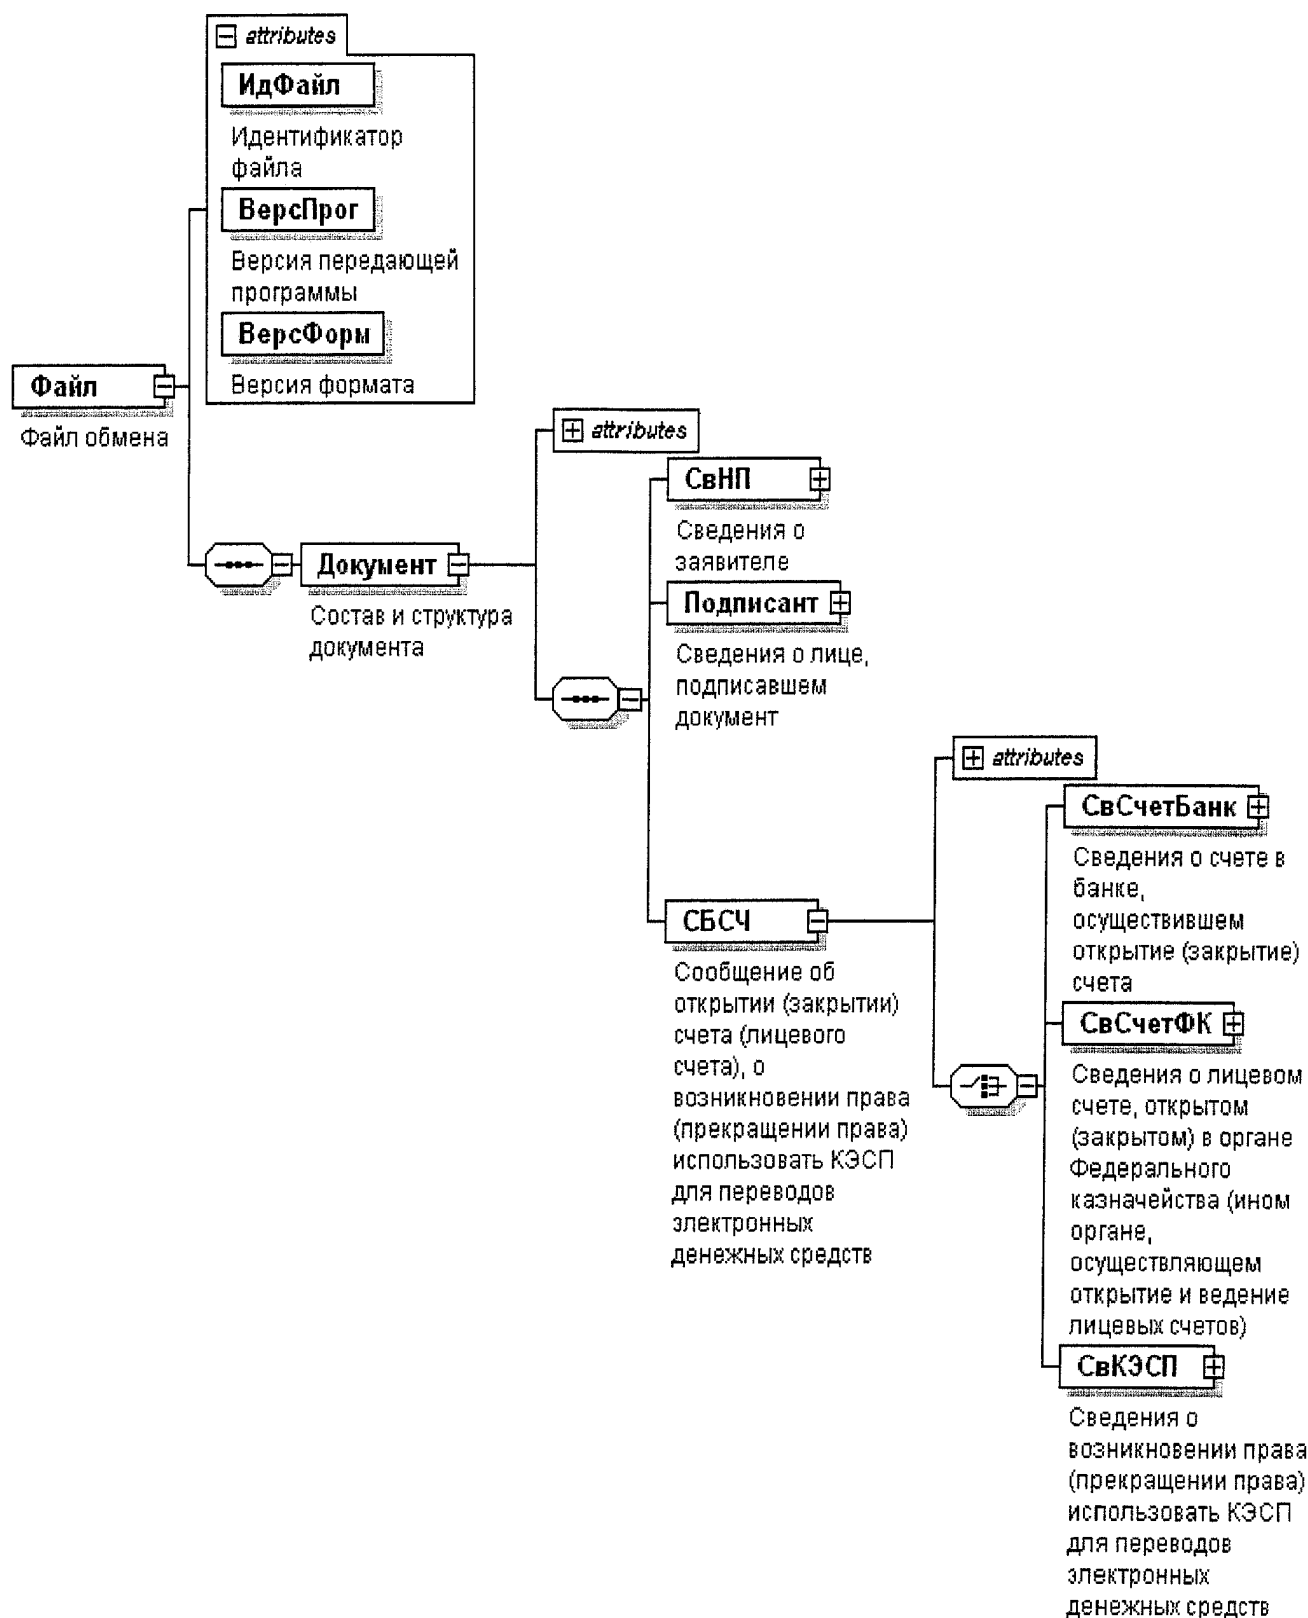 attributes
ИдФайл
Идентификатор
файла
ВерсПрог
Версия передающей
программы
ВерсФорм
Версия формата
Файл
Файл обмена
Документ
Состав и структура
документа
attributes
СвНП
Сведения о
заявителе
Подписант
Сведения о лице,
подписавшем
документ
СБСЧ
Сообщение об
открытии (закрытии)
счета (лицевого
счета), о
возникновении права
(прекращении права)
использовать КЭСП
для переводов
электронных
денежных средств
attributes
СвСчетБанк
Сведения о счете в
банке,
осуществившем
открытие (закрытие)
счета
СвСчетФК
Сведения о лицевом
счете, открытом
(закрытом) в органе
Федерального
казначейства (ином
органе,
осуществляющем
открытие и ведение
лицевых счетов)
СвКЭСП
Сведения о
возникновении права
(прекращении права)
использовать КЭСП
для переводов
электронных
денежных средств